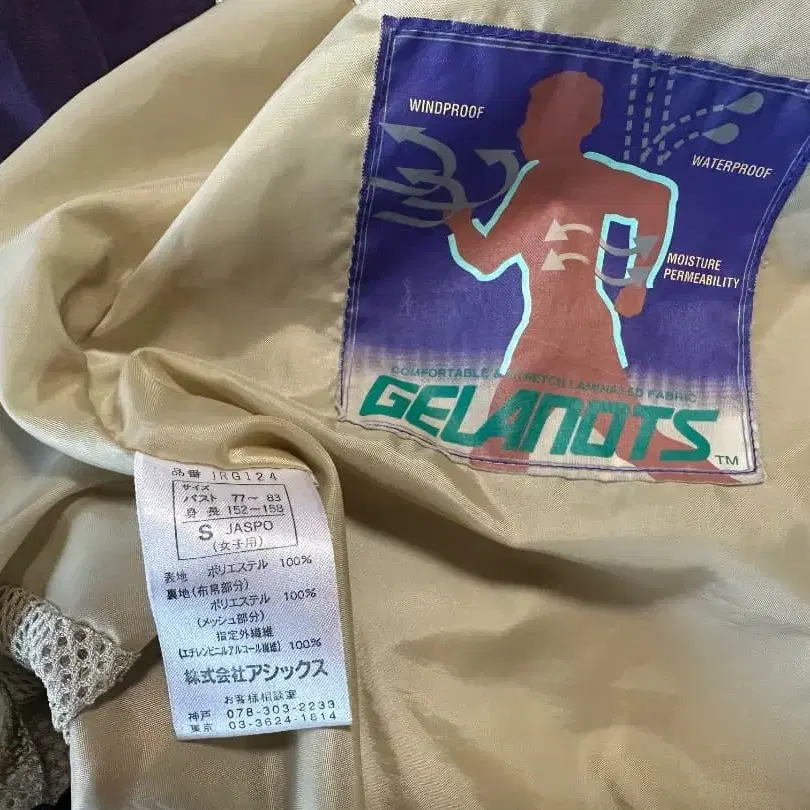 WINDPROOF
WATERPROOF
MOISTURE
PERMEABILITY
COMFORTABLE & STRETCH LAMINATED FABRIC
GELANOTS TM
品番 JRG124
サイズ
バスト 77〜83
身長 152〜158
S JASPO
(女子用)
表地 ポリエステル 100%
裏地(布帛部分)
ポリエステル 100%
(メッシュ部分)
指定外繊維
(エチレンビニルアルコール繊維) 100%
株式会社アシックス
お客様相談室
神戸 078-303-2233
東京 03-3624-1814